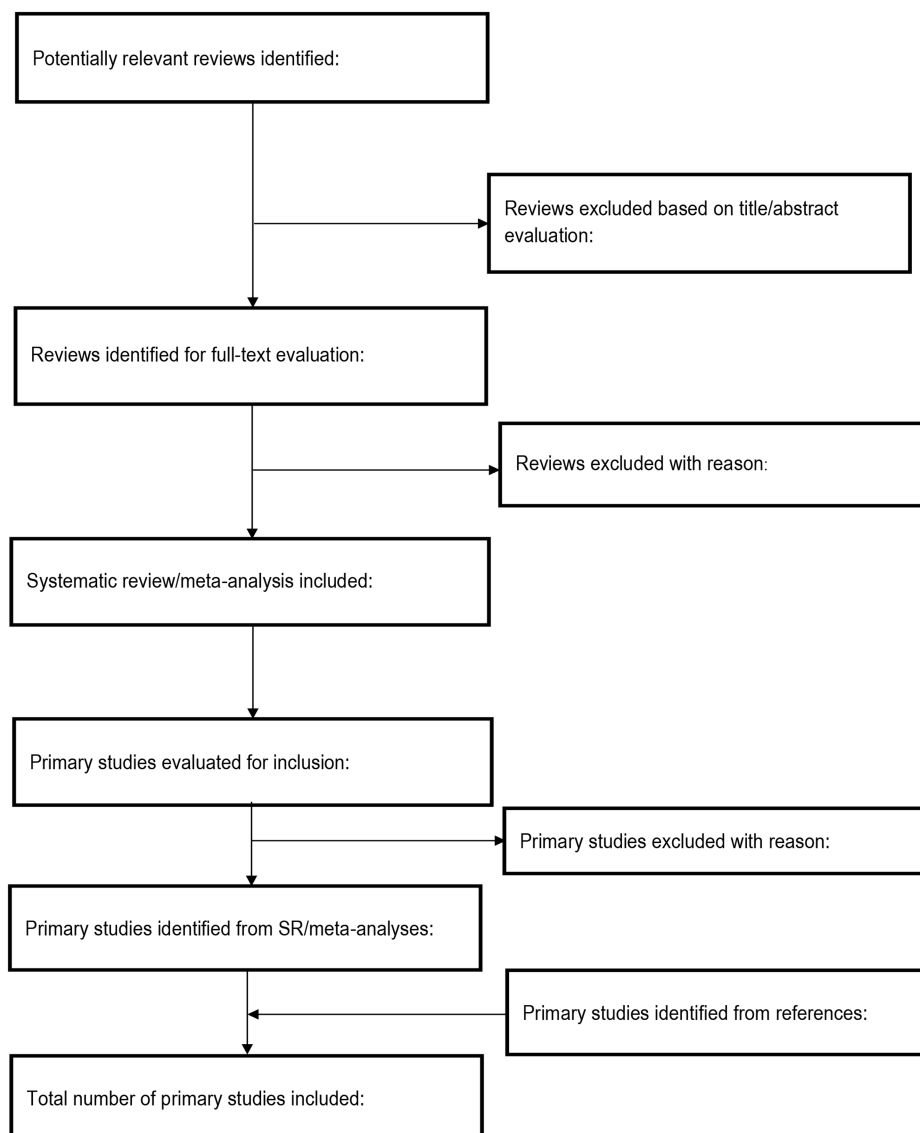 Potentially relevant reviews identified:
Reviews excluded based on title/abstract
evaluation:
Reviews identified for full-text evaluation:
Reviews excluded with reason:
Systematic review/meta-analysis included:
Primary studies evaluated for inclusion:
Primary studies excluded with reason:
Primary studies identified from SR/meta-analyses:
Primary studies identified from references:
Total number of primary studies included: